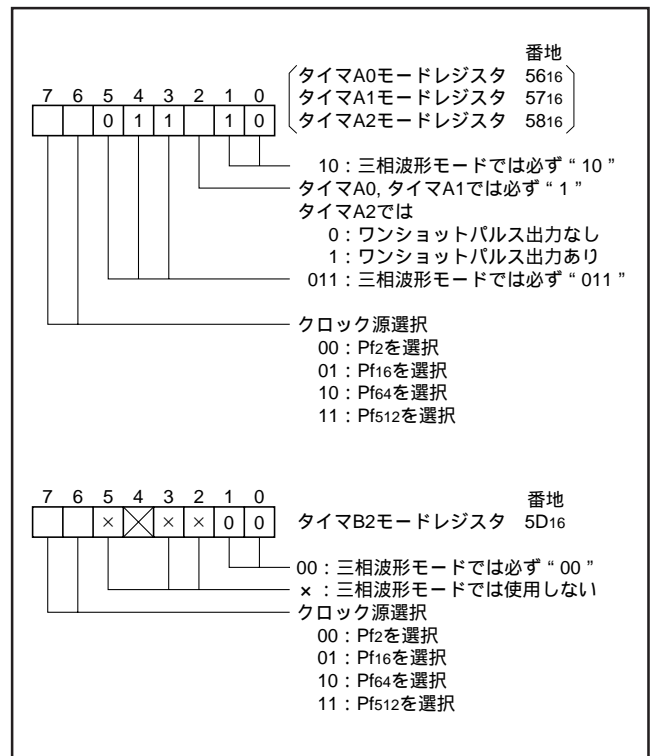 番地
タイマA0モードレジスタ 5616
タイマA1モードレジスタ 5716
タイマA2モードレジスタ 5816
7 6 5 4 3 2 1 0
0 1 1 1 0
10：三相波形モードでは必ず“10”
タイマA0, タイマA1では必ず“1”
タイマA2では
0：ワンショットパルス出力なし
1：ワンショットパルス出力あり
011：三相波形モードでは必ず“011”
クロック源選択
00：Pf2を選択
01：Pf16を選択
10：Pf64を選択
11：Pf512を選択
7 6 5 4 3 2 1 0
番地
× × × 0 0
タイマB2モードレジスタ 5D16
00：三相波形モードでは必ず“00”
×：三相波形モードでは使用しない
クロック源選択
00：Pf2を選択
01：Pf16を選択
10：Pf64を選択
11：Pf512を選択